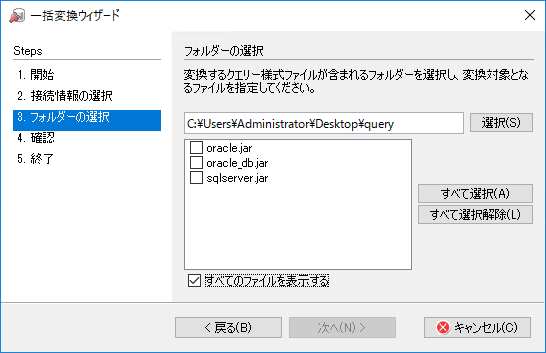 一括変換ウィザード
Steps
1. 開始
2. 接続情報の選択
3. フォルダーの選択
4. 確認
5. 終了
フォルダーの選択
変換するクエリー様式ファイルが含まれるフォルダーを選択し、変換対象とな
るファイルを指定してください。
C:¥Users¥Administrator¥Desktop¥query
選択(S)
oracle.jar
oracle_db.jar
sqlserver.jar
すべて選択(A)
すべて選択解除(L)
すべてのファイルを表示する
< 戻る(B)
次へ(N) >
キャンセル(C)